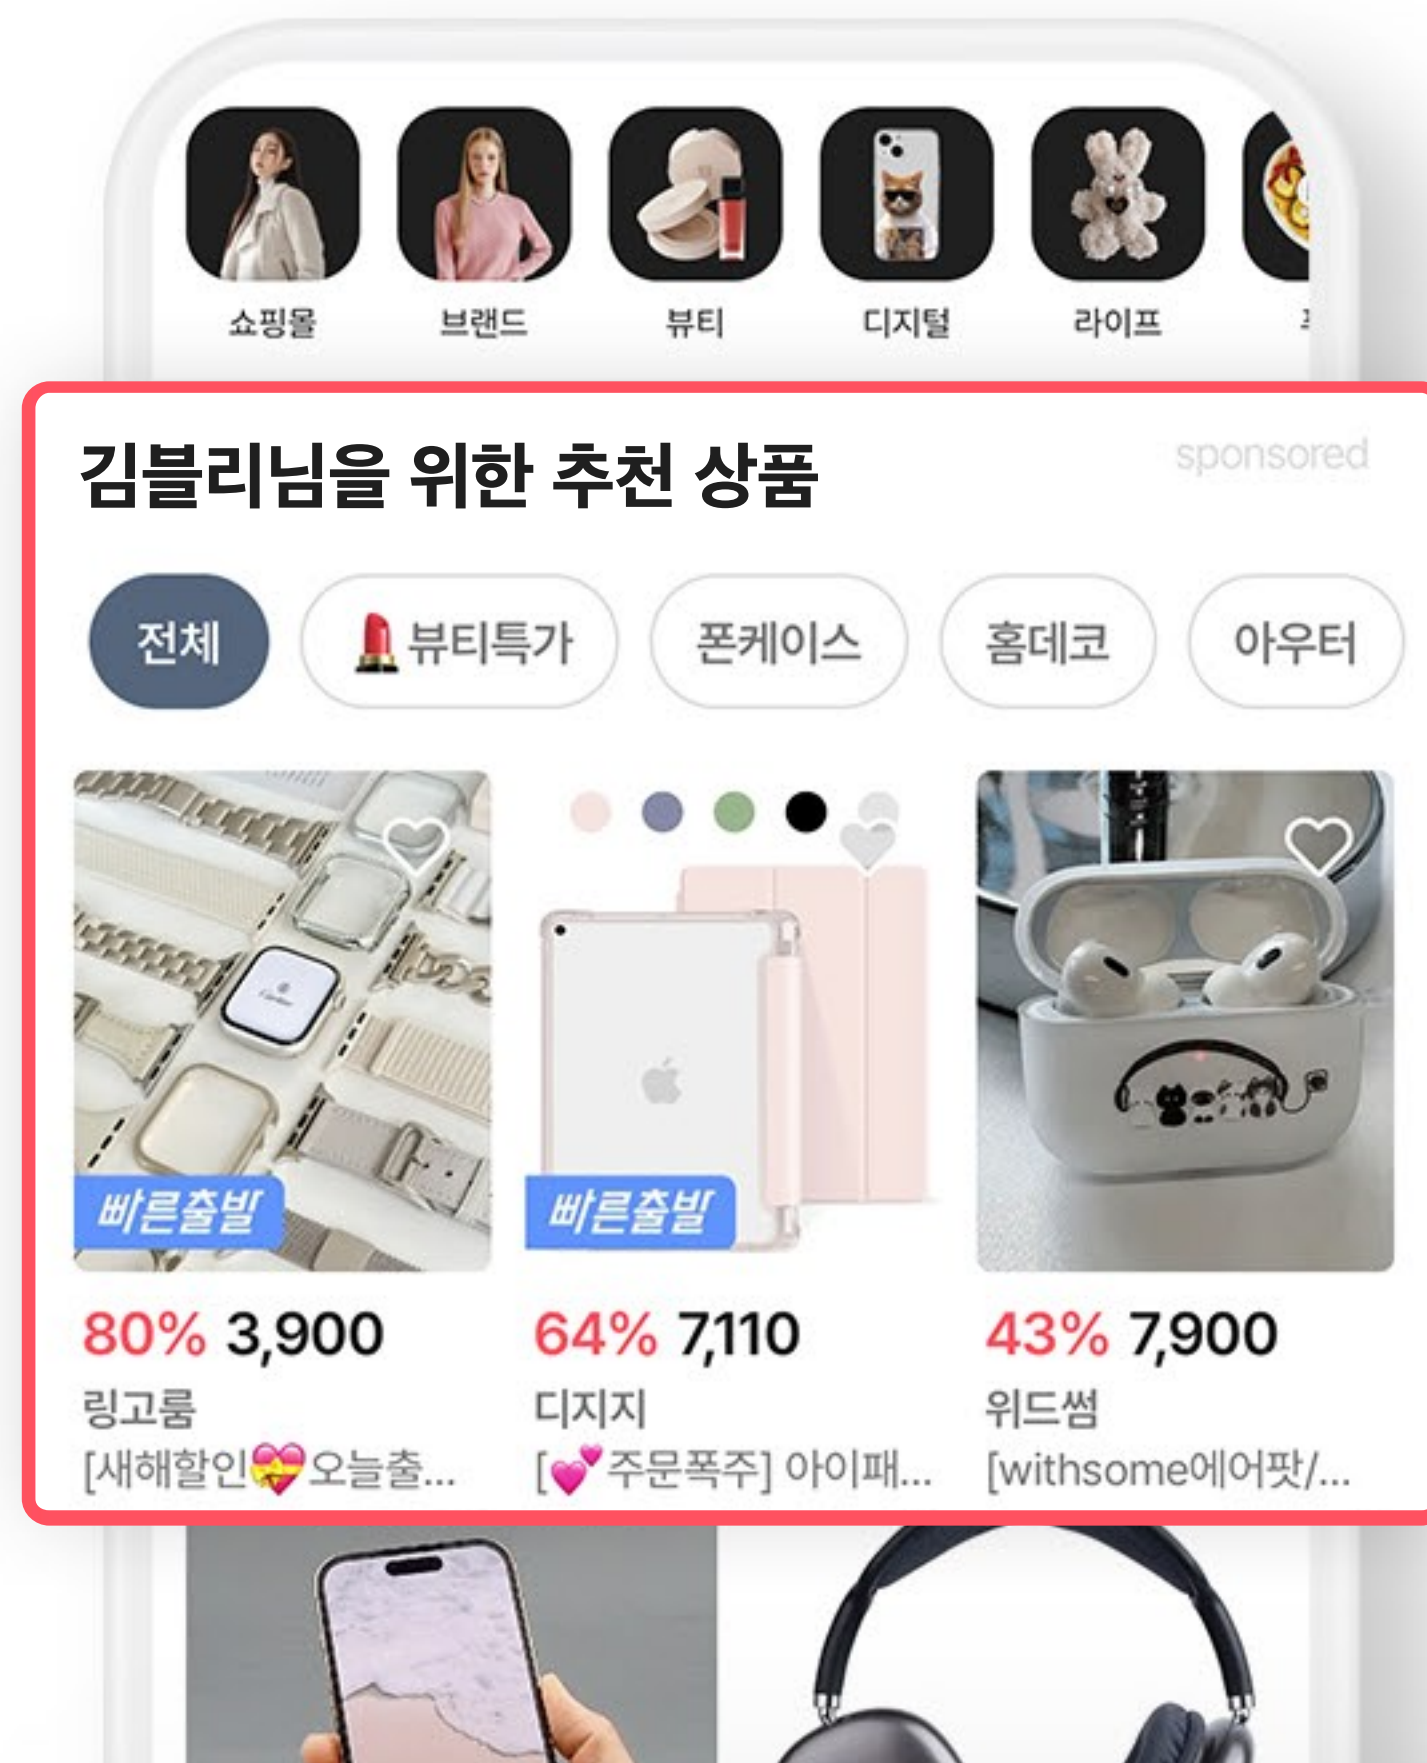 쇼핑몰 브랜드 뷰티 디지털 라이프
김블리님을 위한 추천 상품
sponsored
전체 뷰티특가 폰케이스 홈데코 아우터
빠른출발 빠른출발
80% 3,900 64% 7,110 43% 7,900
링고룸 디지지 위드썸
[새해할인💝오늘출... [💕주문폭주] 아이패... [withsome에어팟/...